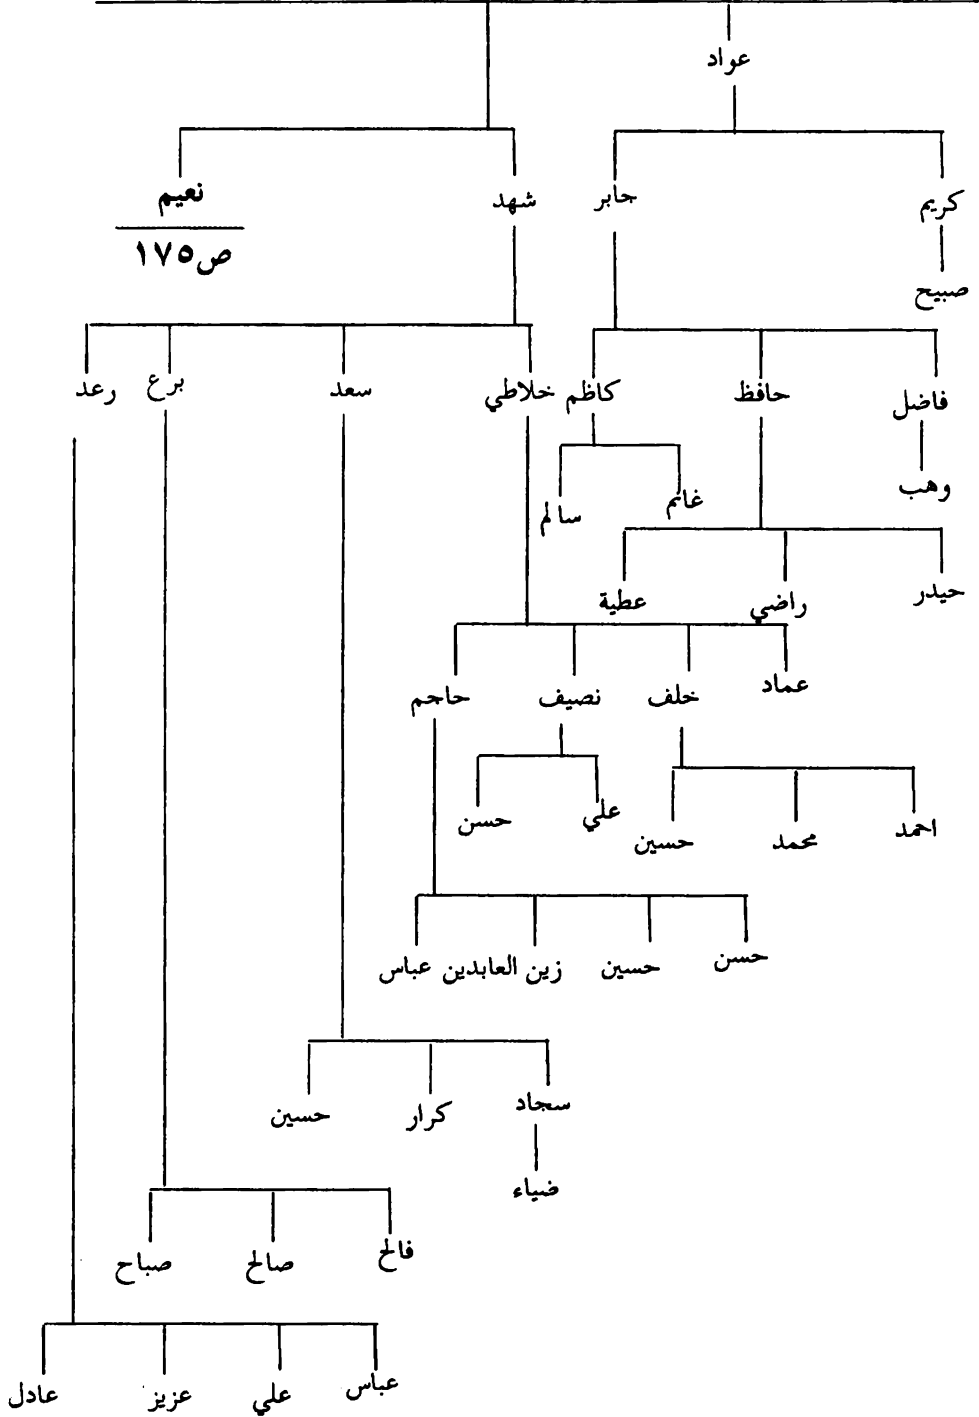 عواد
كريم
جابر
شهد
نعيم
ص١٧٥
صبيح
فاضل
حافظ
كاظم
خلاطي
سعد
برع
رعد
وهب
غانم
سالم
حيدر
راضي
عطية
عماد
خلف
نصيف
حاجم
احمد
محمد
حسين
علي
حسن
حسن
حسين
زين العابدين
عباس
سجاد
كرار
حسين
ضياء
فالح
صالح
صباح
عباس
علي
عزيز
عادل